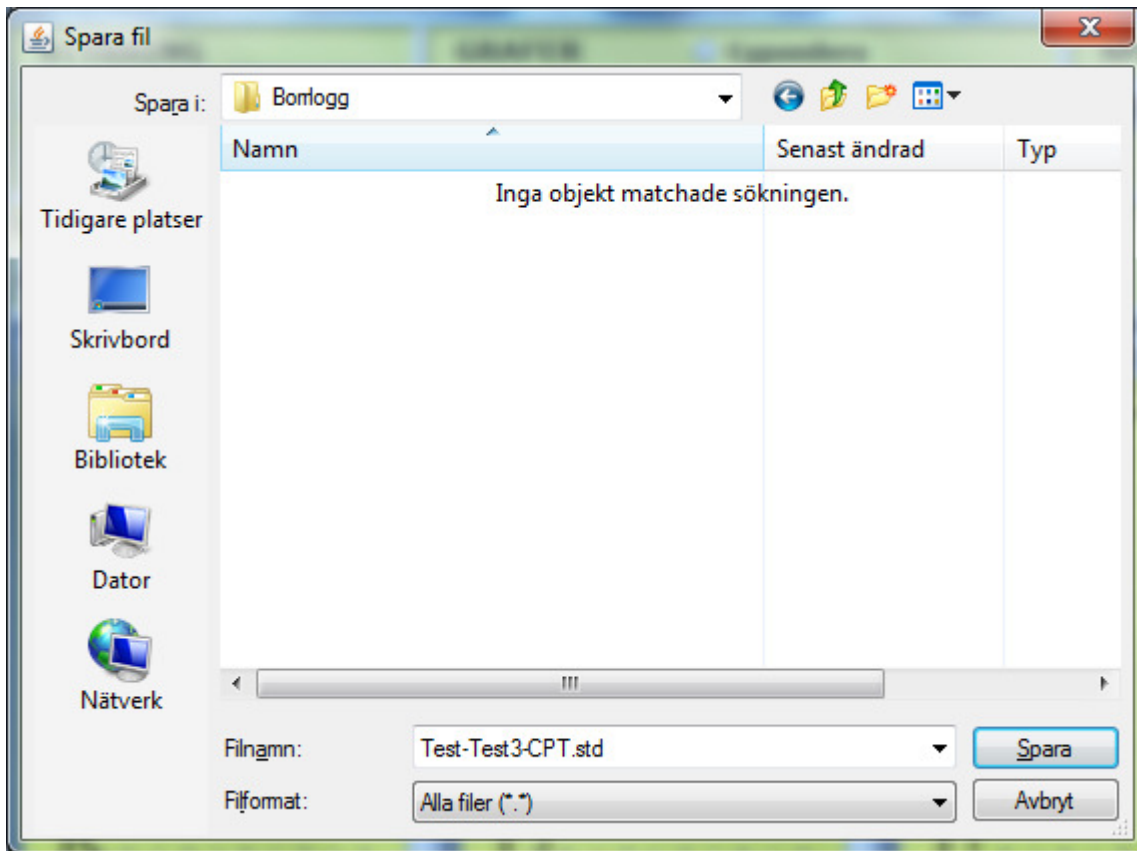 Spara fil
Spara i: Borrlogg
Namn Senast ändrad Typ
Inga objekt matchade sökningen.
Tidigare platser
Skrivbord
Bibliotek
Dator
Nätverk
Filnamn: Test-Test3-CPT.std Spara
Filformat: Alla filer (*.*) Avbryt